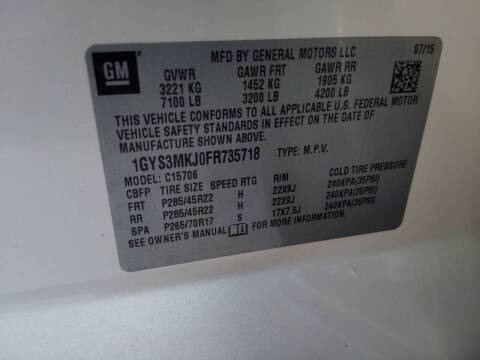 GM
MFD BY GENERAL MOTORS LLC 07/15
GVWR GAWR FRT GAWR RR
3221 KG 1452 KG 1905 KG
7100 LB 3200 LB 4200 LB
THIS VEHICLE CONFORMS TO ALL APPLICABLE U.S. FEDERAL MOTOR
VEHICLE SAFETY STANDARDS IN EFFECT ON THE DATE OF
MANUFACTURE SHOWN ABOVE.
1GYS3MKJ0FR735718 TYPE: M.P.V.
MODEL: C15706
CBFP TIRE SIZE SPEED RTG RIM COLD TIRE PRESSURE
FRT P285/45R22 H 22X9J 240KPA(35PSI)
RR P285/45R22 H 22X9J 240KPA(35PSI)
SPA P265/70R17 S 17X7.5J 240KPA(35PSI)
SEE OWNER'S MANUAL FOR MORE INFORMATION